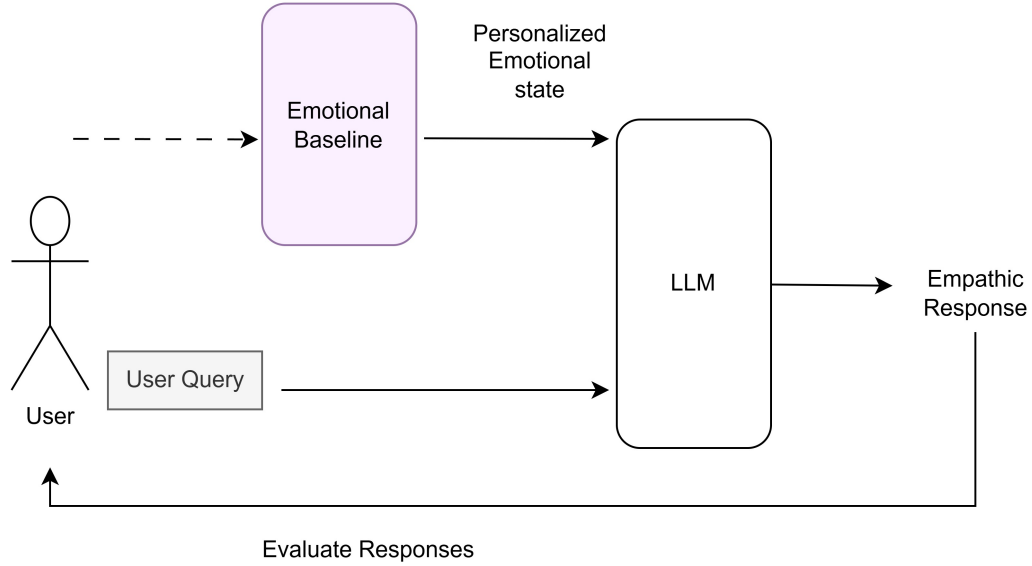 Personalized
Emotional
state
Emotional
Baseline
LLM
Empathic
Response
User Query
User
Evaluate Responses